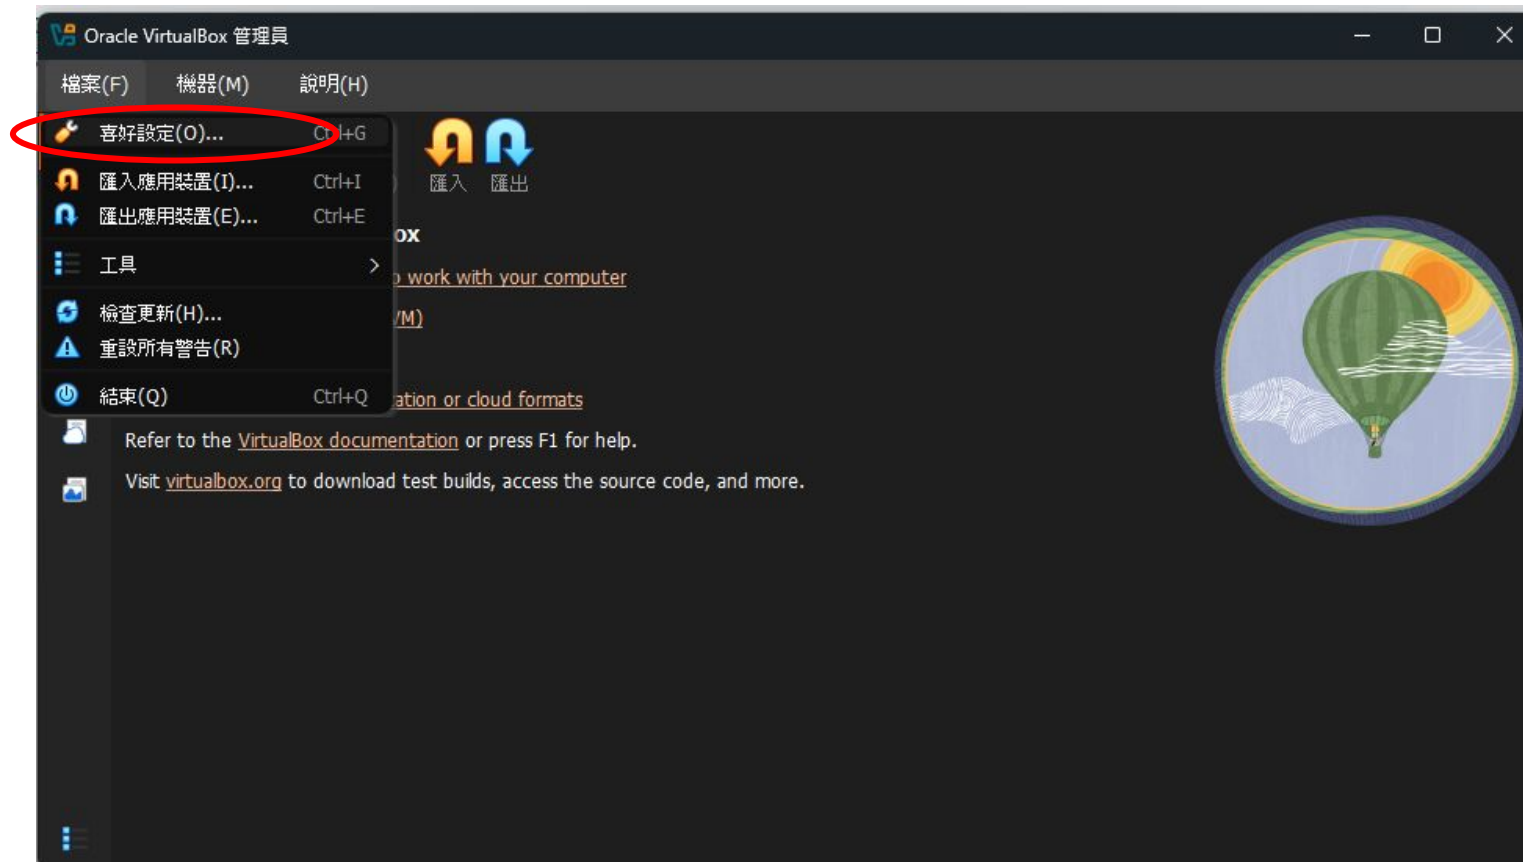 Oracle VirtualBox 管理員
檔案(F) 機器(M) 說明(H)
喜好設定(O)... Ctrl+G
匯入應用裝置(I)... Ctrl+I
匯出應用裝置(E)... Ctrl+E
工具
檢查更新(H)...
重設所有警告(R)
結束(Q) Ctrl+Q
匯入 匯出
work with your computer
ation or cloud formats
Refer to the VirtualBox documentation or press F1 for help.
Visit virtualbox.org to download test builds, access the source code, and more.